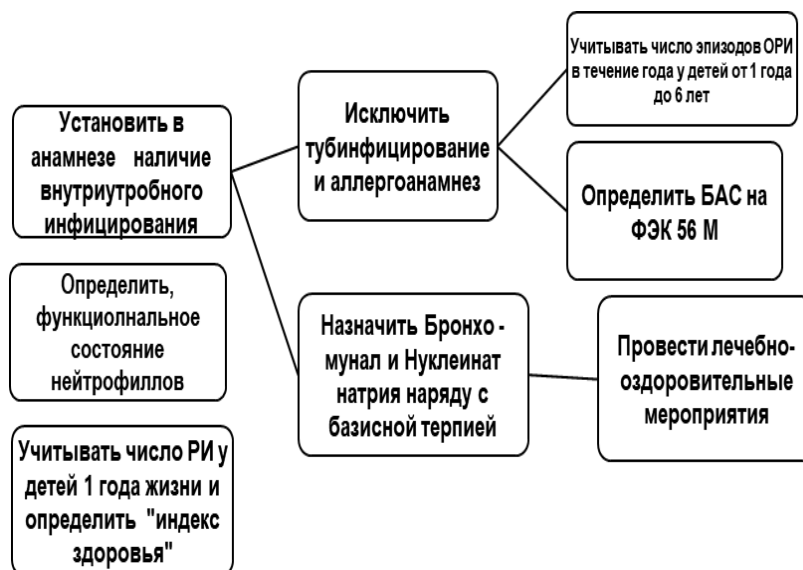 Установить в
анамнезе наличие
внутриутробного
инфицирования
Определить,
функциолнальное
состояние
нейтрофиллов
Учитывать число РИ у
детей 1 года жизни и
определить "индекс
здоровья"
Исключить
тубинфицирование
и аллергоанамнез
Назначить Бронхо -
мунал и Нуклеинат
натрия наряду с
базисной терпией
Учитывать число эпизодов ОРИ
в течение года у детей от 1 года
до 6 лет
Определить БАС на
ФЭК 56 М
Провести лечебно-
оздоровительные
мероприятия